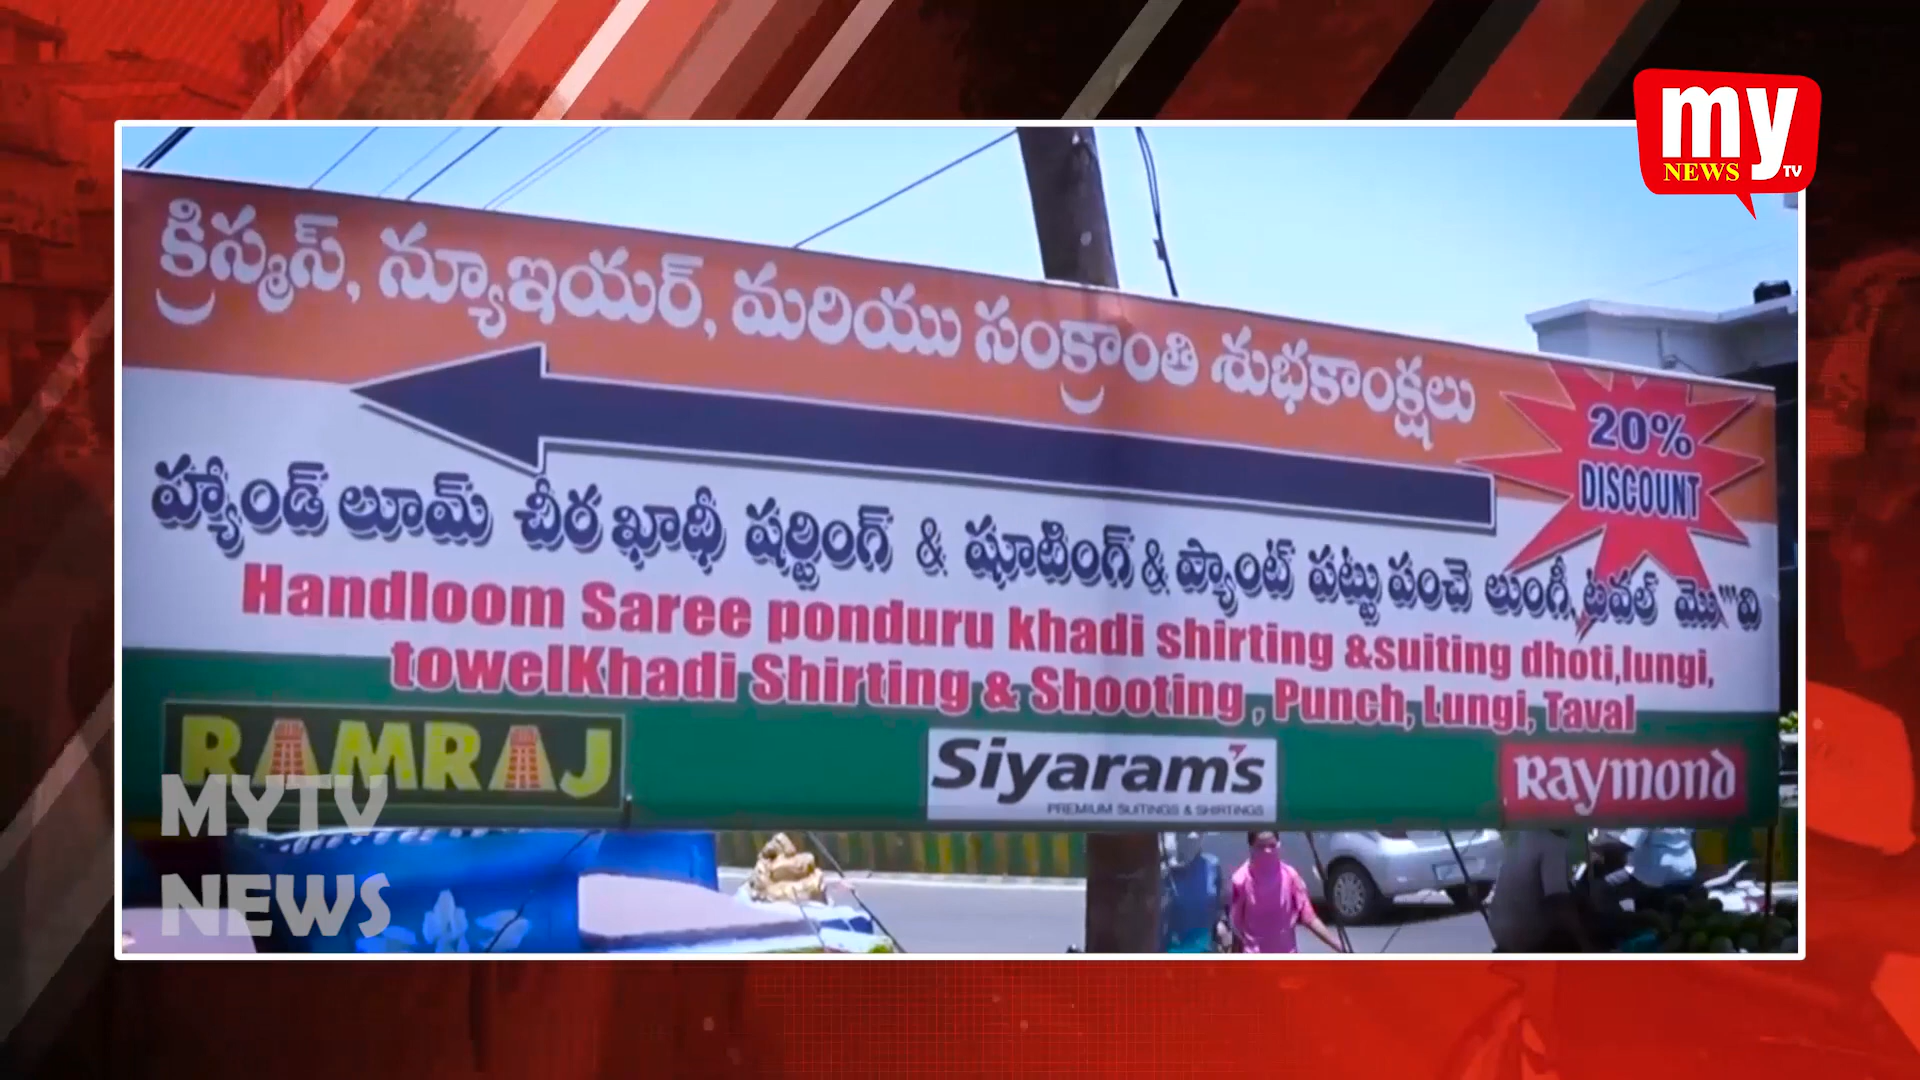 my
NEWS
TV
క్రిస్మస్, న్యూఇయర్, మరియు సంక్రాంతి శుభకాంక్షలు
20%
DISCOUNT
హ్యాండ్ లూమ్ చీర ఖాధీ షర్టింగ్ & షూటింగ్ & ప్యాంట్ పట్టు పంచె లుంగీ, ట్రవల్
Handloom Saree ponduru khadi shirting &suiting dhoti,lungi,
towelKhadi Shirting & Shooting , Punch, Lungi, Taval
RAMRAJ
Siyaram's
PREMIUM SUITINGS & SHIRTINGS
Raymond
MYTV
NEWS